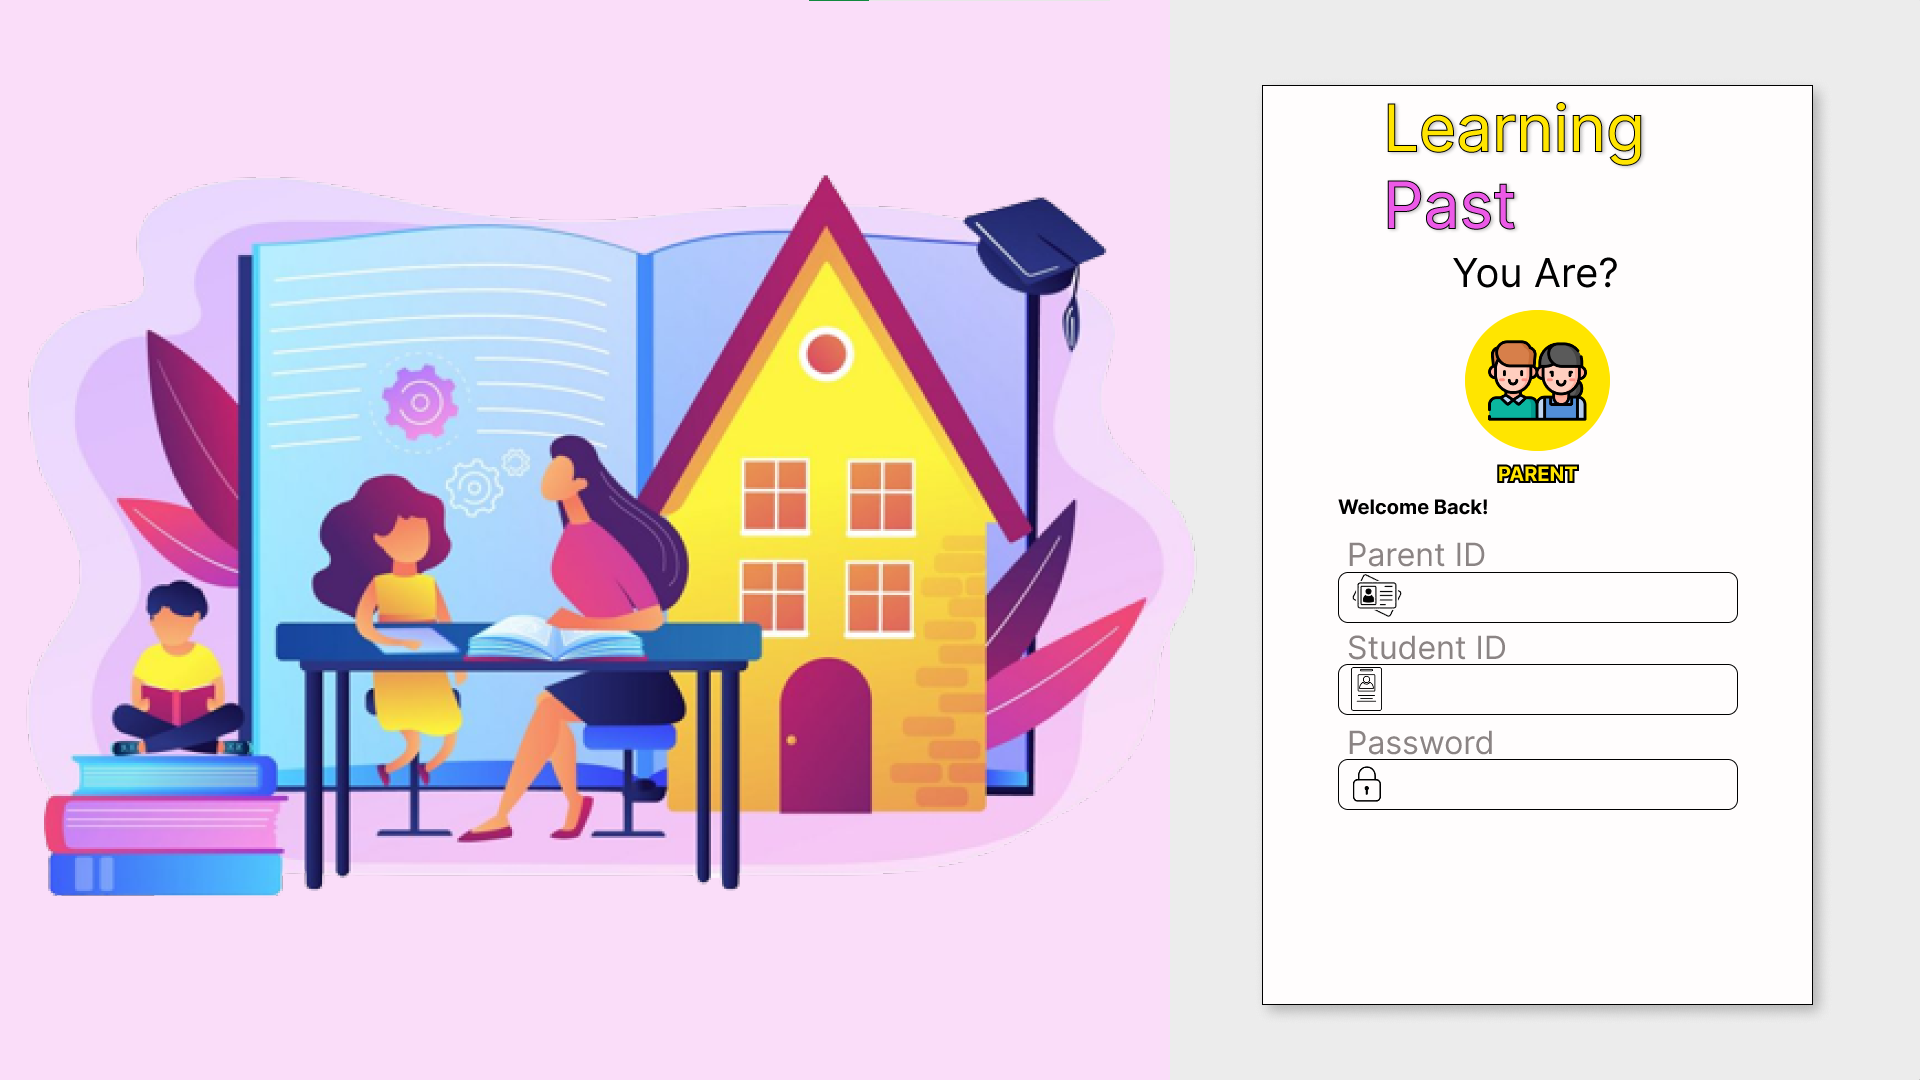 Learning
Past
You Are?
PARENT
Welcome Back!
Parent ID
Student ID
Password